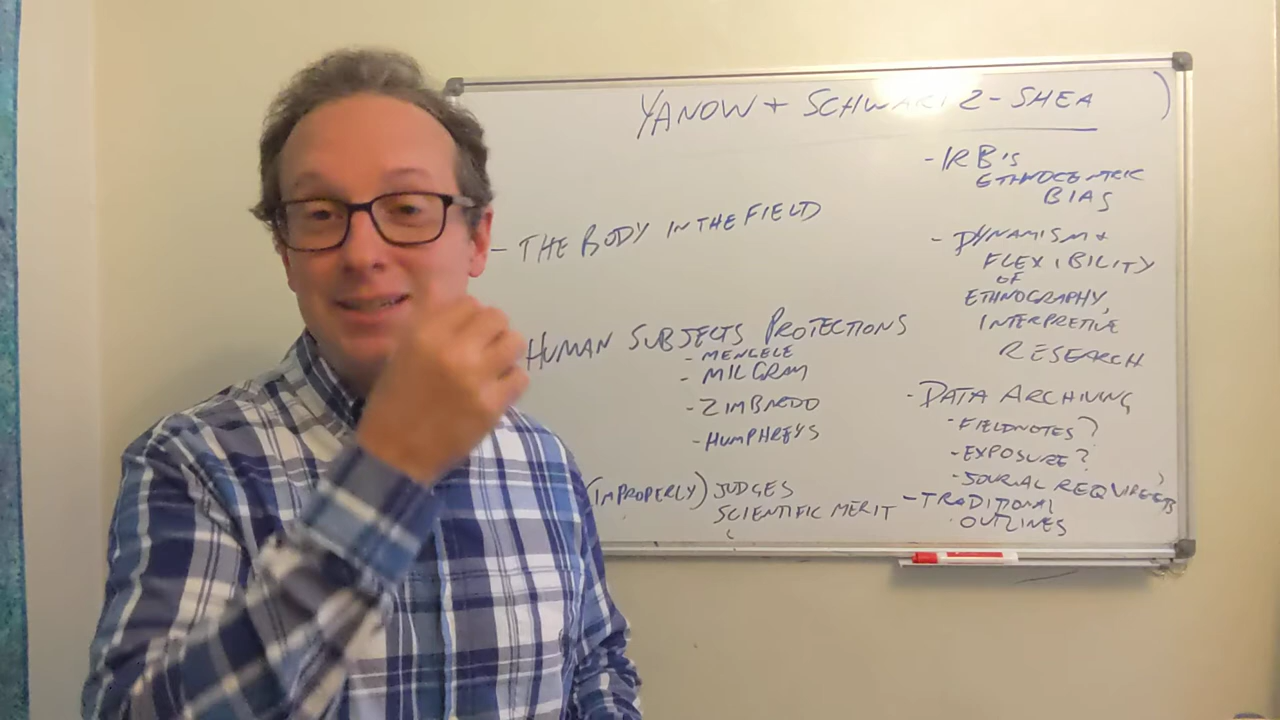 YANOW + SCHWARTZ-SHEA
- THE BODY IN THE FIELD
HUMAN SUBJECTS PROTECTIONS
- MENGELE
- MILGRAM
- ZIMBARDO
- HUMPHREYS
(IMPROPERLY) JUDGES
SCIENTIFIC MERIT
- IRB'S
ETHNOCENTRIC
BIAS
- DYNAMISM +
FLEXIBILITY
OF
ETHNOGRAPHY,
INTERPRETIVE
RESEARCH
- DATA ARCHIVING
- FIELDNOTES?
- EXPOSURE?
- JOURNAL
- TRADITIONAL
OUTLINES